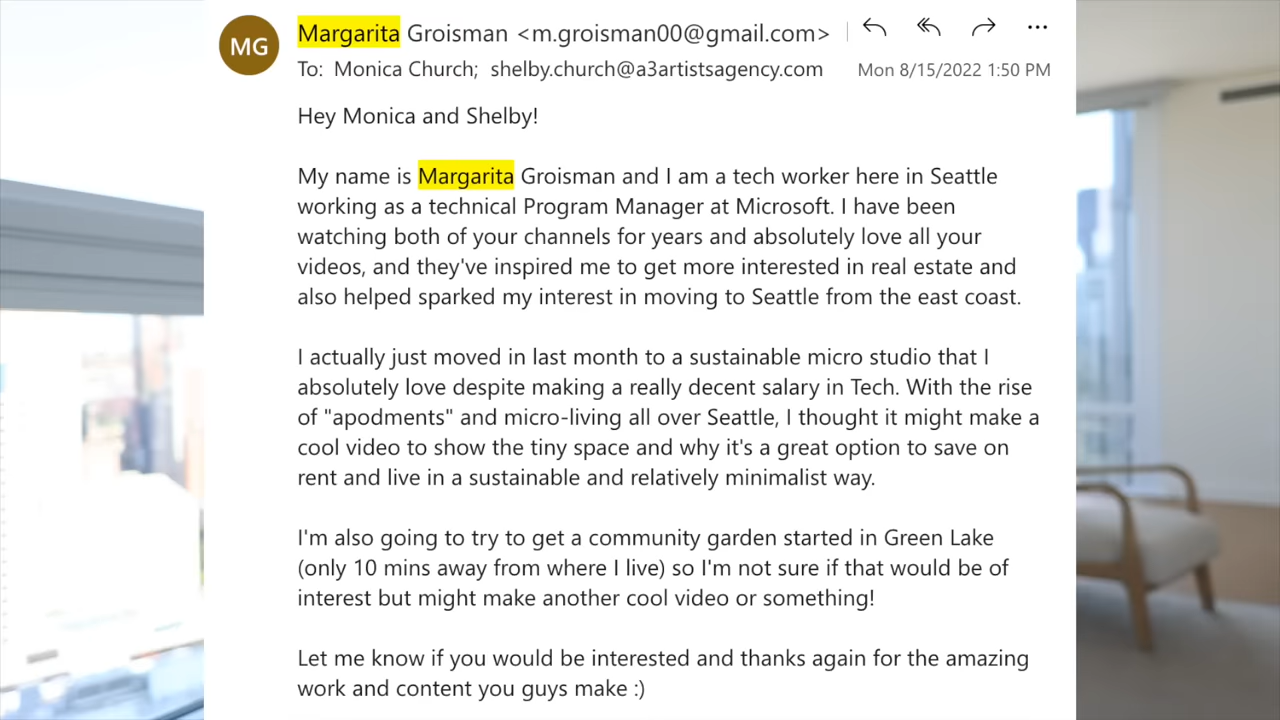 MG
Margarita Groisman <m.groisman00@gmail.com>
To: Monica Church; shelby.church@a3artistsagency.com
Mon 8/15/2022 1:50 PM
Hey Monica and Shelby!
My name is Margarita Groisman and I am a tech worker here in Seattle
working as a technical Program Manager at Microsoft. I have been
watching both of your channels for years and absolutely love all your
videos, and they've inspired me to get more interested in real estate and
also helped sparked my interest in moving to Seattle from the east coast.
I actually just moved in last month to a sustainable micro studio that I
absolutely love despite making a really decent salary in Tech. With the rise
of "apodments" and micro-living all over Seattle, I thought it might make a
cool video to show the tiny space and why it's a great option to save on
rent and live in a sustainable and relatively minimalist way.
I'm also going to try to get a community garden started in Green Lake
(only 10 mins away from where I live) so I'm not sure if that would be of
interest but might make another cool video or something!
Let me know if you would be interested and thanks again for the amazing
work and content you guys make :)